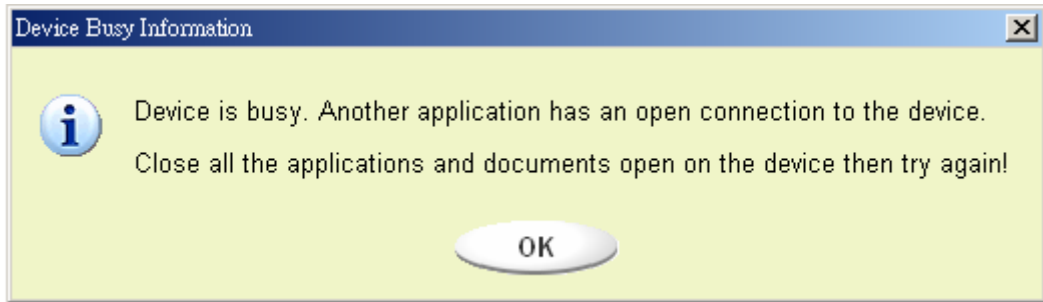 Device Busy Information
Device is busy. Another application has an open connection to the device.
Close all the applications and documents open on the device then try again!
OK